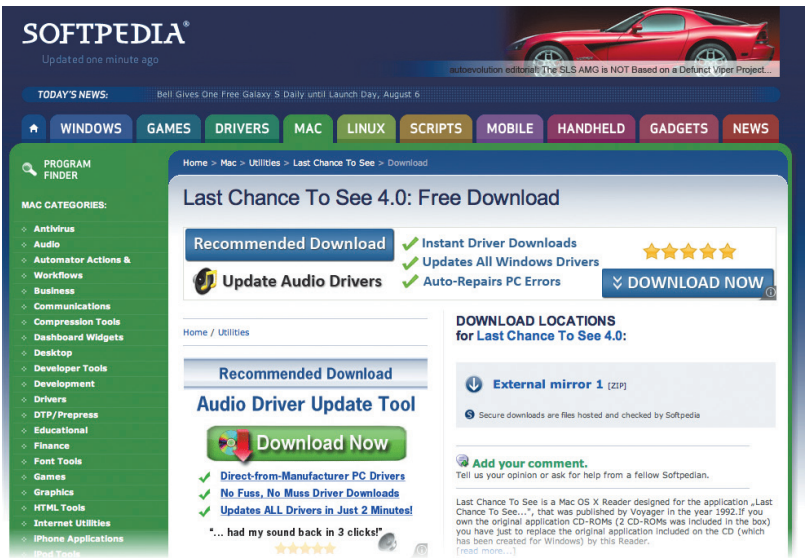 SOFTPEDIA®
Updated one minute ago
autoevolution editorial: The SLS AMG is NOT Based on a Defunct Viper Project...
TODAY'S NEWS: Bell Gives One Free Galaxy S Daily until Launch Day, August 6
WINDOWS GAMES DRIVERS MAC LINUX SCRIPTS MOBILE HANDHELD GADGETS NEWS
PROGRAM
FINDER
MAC CATEGORIES:
Antivirus
Audio
Automator Actions &
Workflows
Business
Communications
Compression Tools
Dashboard Widgets
Desktop
Developer Tools
Development
Drivers
DTP/Prepress
Educational
Finance
Font Tools
Games
Graphics
HTML Tools
Internet Utilities
iPhone Applications
iPod Tools
Home > Mac > Utilities > Last Chance To See > Download
Last Chance To See 4.0: Free Download
Recommended Download
Update Audio Drivers
Instant Driver Downloads
Updates All Windows Drivers
Auto-Repairs PC Errors
DOWNLOAD NOW
Home / Utilities
Recommended Download
Audio Driver Update Tool
Download Now
Direct-from-Manufacturer PC Drivers
No Fuss, No Muss Driver Downloads
Updates ALL Drivers in Just 2 Minutes!
"... had my sound back in 3 clicks!"
DOWNLOAD LOCATIONS
for Last Chance To See 4.0:
External mirror 1 [ZIP]
S Secure downloads are files hosted and checked by Softpedia
Add your comment.
Tell us your opinion or ask for help from a fellow Softpedian.
Last Chance To See is a Mac OS X Reader designed for the application „Last
Chance To See...", that was published by Voyager in the year 1992.If you
own the original application CD-ROMs (2 CD-ROMs was included in the box)
you have just to replace the original application included on the CD (which
has been created for Windows) by this Reader.
[read more...]